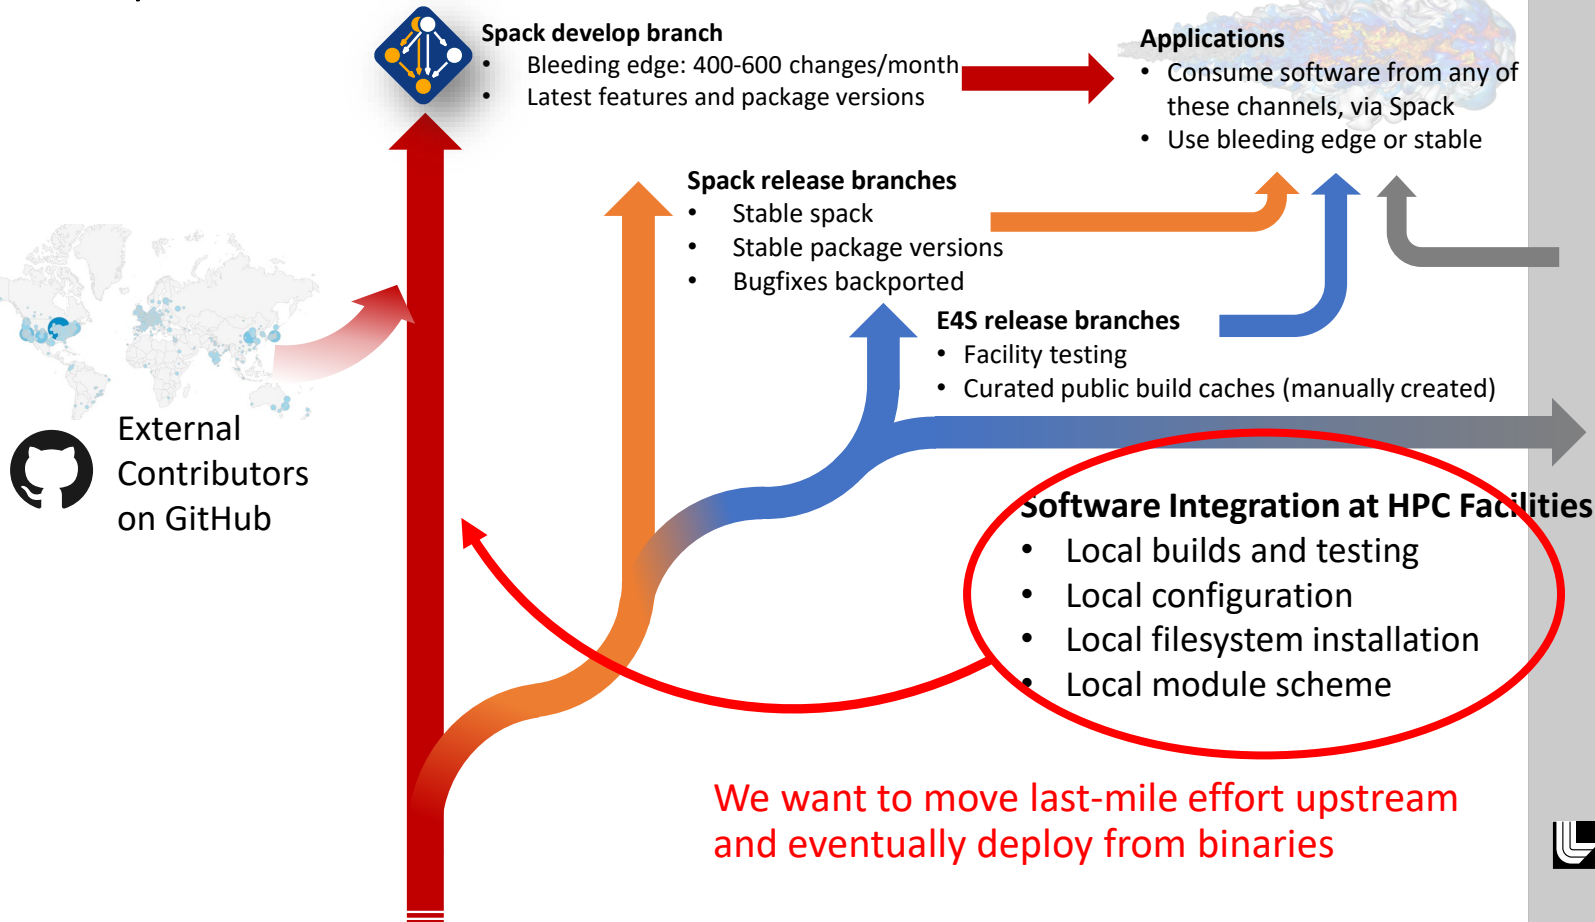 Spack develop branch
• Bleeding edge: 400-600 changes/month
• Latest features and package versions
Applications
• Consume software from any of
these channels, via Spack
• Use bleeding edge or stable
Spack release branches
• Stable spack
• Stable package versions
• Bugfixes backported
E4S release branches
• Facility testing
• Curated public build caches (manually created)
External
Contributors
on GitHub
Software Integration at HPC Facilities
• Local builds and testing
• Local configuration
• Local filesystem installation
• Local module scheme
We want to move last-mile effort upstream
and eventually deploy from binaries